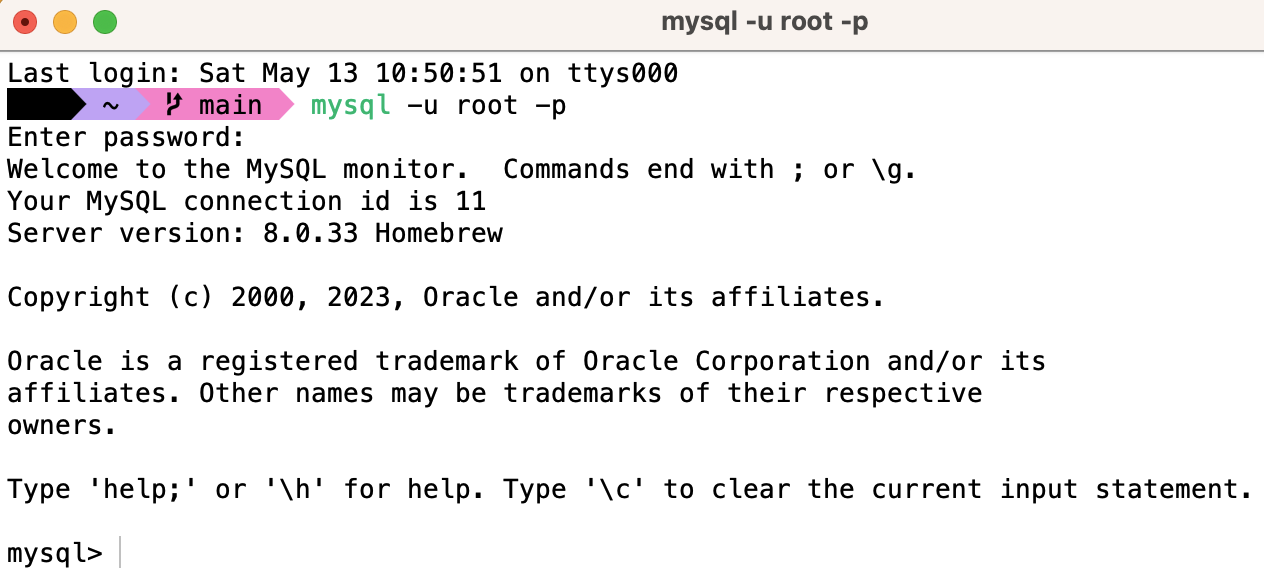 mysql -u root -p
Last login: Sat May 13 10:50:51 on ttys000
~ main mysql -u root -p
Enter password:
Welcome to the MySQL monitor.  Commands end with ; or \g.
Your MySQL connection id is 11
Server version: 8.0.33 Homebrew
Copyright (c) 2000, 2023, Oracle and/or its affiliates.
Oracle is a registered trademark of Oracle Corporation and/or its
affiliates. Other names may be trademarks of their respective
owners.
Type 'help;' or '\h' for help. Type '\c' to clear the current input statement.
mysql>